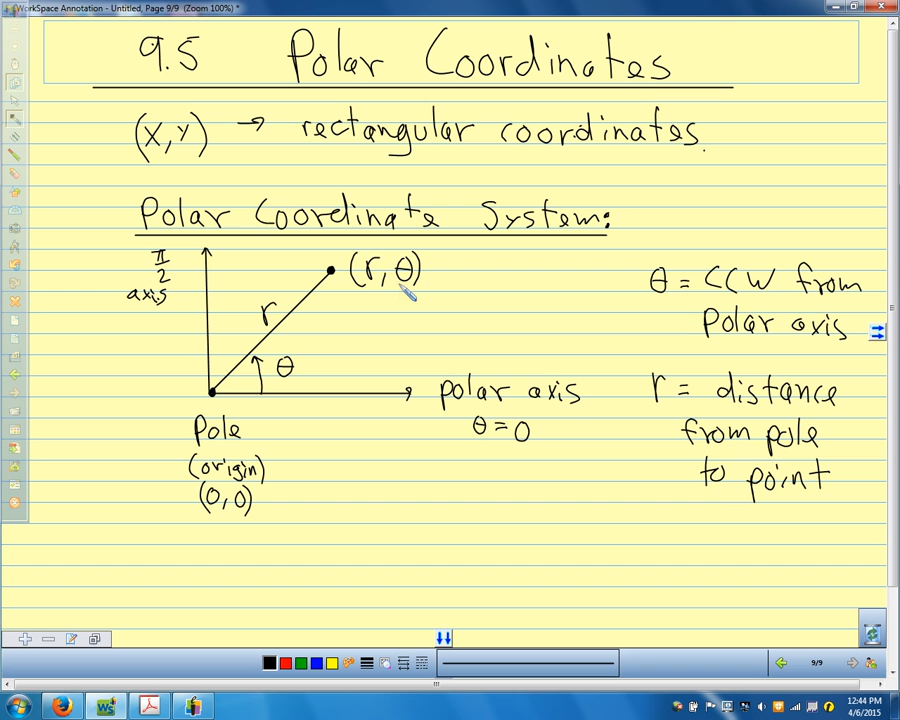 WorkSpace Annotation - Untitled, Page 9/9 (Zoom 100%) *
9.5 Polar Coordinates
(x,y) → rectangular coordinates.
Polar Coordinate System:
π/2
axis
(r, θ)
r
θ
polar axis
θ = 0
Pole
(origin)
(0,0)
θ = CCW from
polar axis
r = distance
from pole
to point
9/9
12:44 PM
4/6/2015